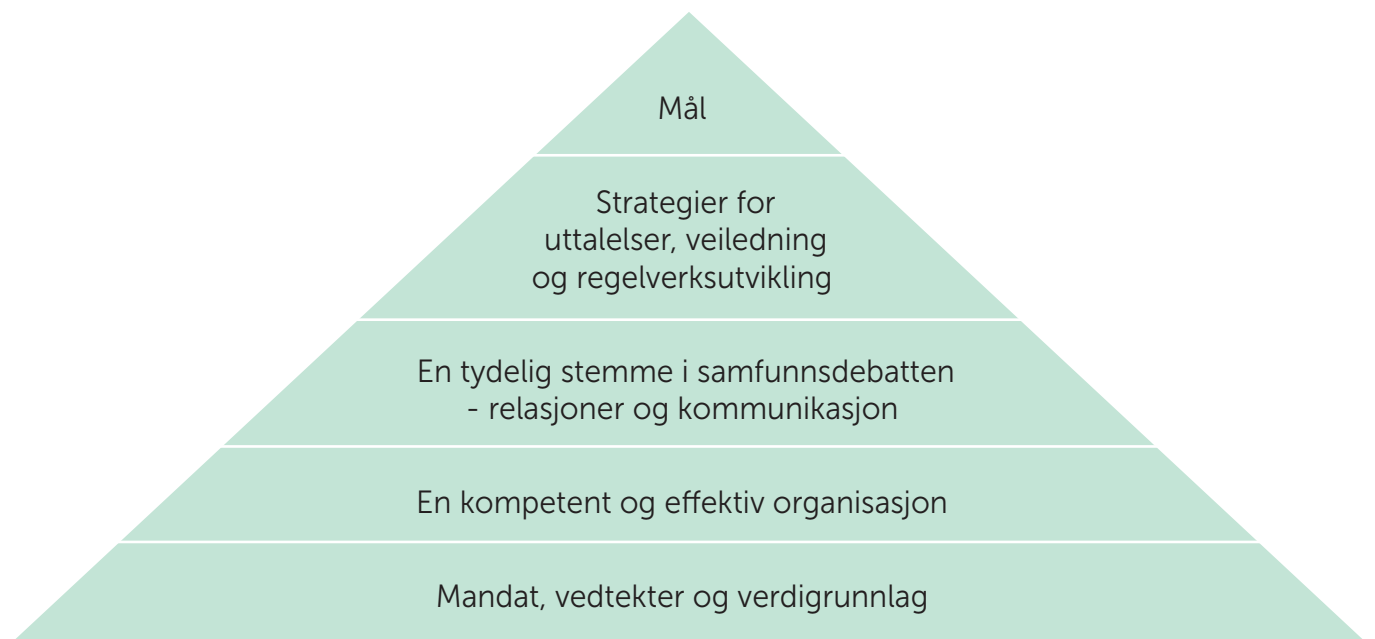 Mål
Strategier for
uttalelser, veiledning
og regelverksutvikling
En tydelig stemme i samfunnsdebatten
- relasjoner og kommunikasjon
En kompetent og effektiv organisasjon
Mandat, vedtekter og verdigrunnlag